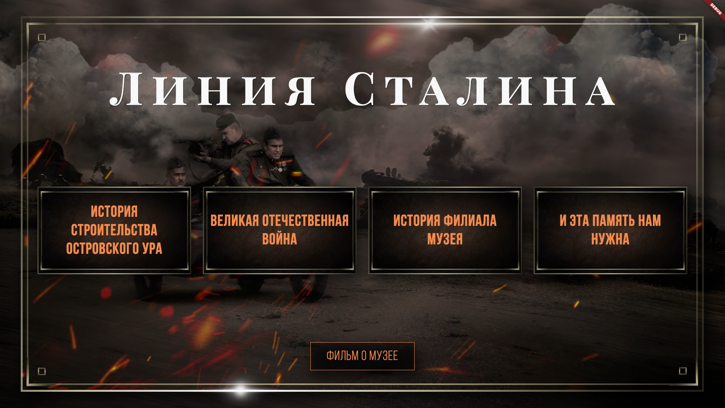 Линия Сталина
ИСТОРИЯ
СТРОИТЕЛЬСТВА
ОСТРОВСКОГО УРА
ВЕЛИКАЯ ОТЕЧЕСТВЕННАЯ
ВОЙНА
ИСТОРИЯ ФИЛИАЛА
МУЗЕЯ
И ЭТА ПАМЯТЬ НАМ
НУЖНА
ФИЛЬМ О МУЗЕЕ